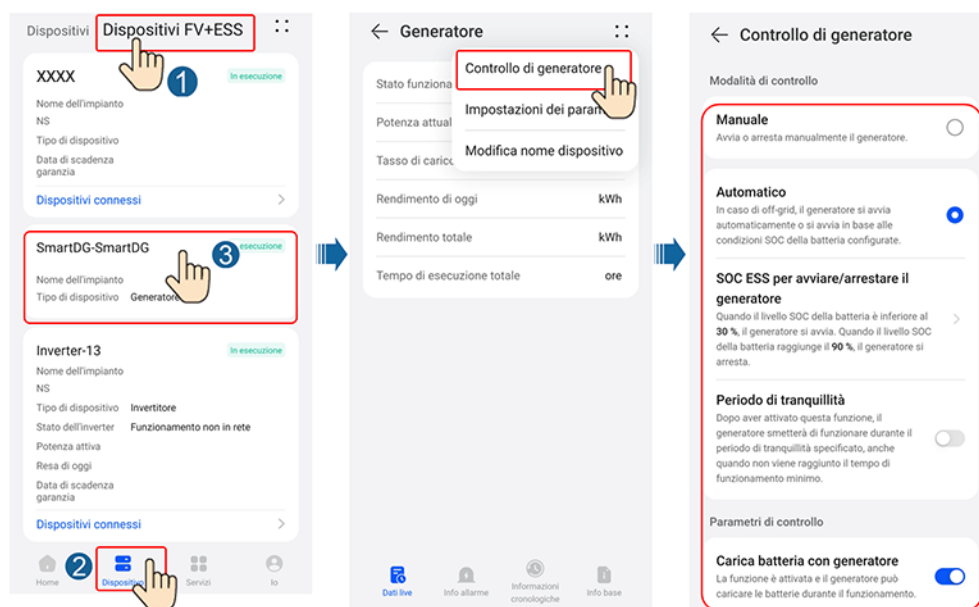 Dispositivi Dispositivi FV+ESS
1
XXXX
In esecuzione
Nome dell'impianto
NS
Tipo di dispositivo
Data di scadenza
garanzia
Dispositivi connessi
SmartDG-SmartDG
3
esecuzione
Nome dell'impianto
Tipo di dispositivo Generatore
Inverter-13
In esecuzione
Nome dell'impianto
NS
Tipo di dispositivo Invertitore
Stato dell'inverter Funzionamento non in rete
Potenza attiva
Resa di oggi
Data di scadenza
garanzia
Dispositivi connessi
2
Home
Dispositivo
Servizi
Io
Generatore
Controllo di generatore
Impostazioni dei param
Modifica nome dispositivo
Stato funziona
Potenza attual
Tasso di caric
Rendimento di oggi kWh
Rendimento totale kWh
Tempo di esecuzione totale ore
Dati live
Info allarme
Informazioni
cronologiche
Info base
Controllo di generatore
Modalità di controllo
Manuale
Avvia o arresta manualmente il generatore.
Automatico
In caso di off-grid, il generatore si avvia
automaticamente o si avvia in base alle
condizioni SOC della batteria configurate.
SOC ESS per avviare/arrestare il
generatore
Quando il livello SOC della batteria è inferiore al
30 %, il generatore si avvia. Quando il livello SOC
della batteria raggiunge il 90 %, il generatore si
arresta.
Periodo di tranquillità
Dopo aver attivato questa funzione, il
generatore smetterà di funzionare durante il
periodo di tranquillità specificato, anche
quando non viene raggiunto il tempo di
funzionamento minimo.
Parametri di controllo
Carica batteria con generatore
La funzione è attivata e il generatore può
caricare le batterie durante il funzionamento.